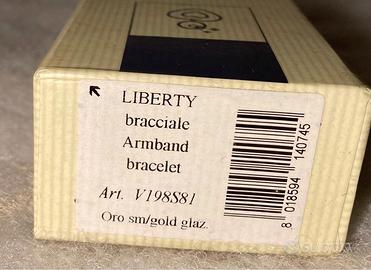 LIBERTY
bracciale
Armband
bracelet
Art. V198S81
Oro sm/gold glaz.
8 018594 140745